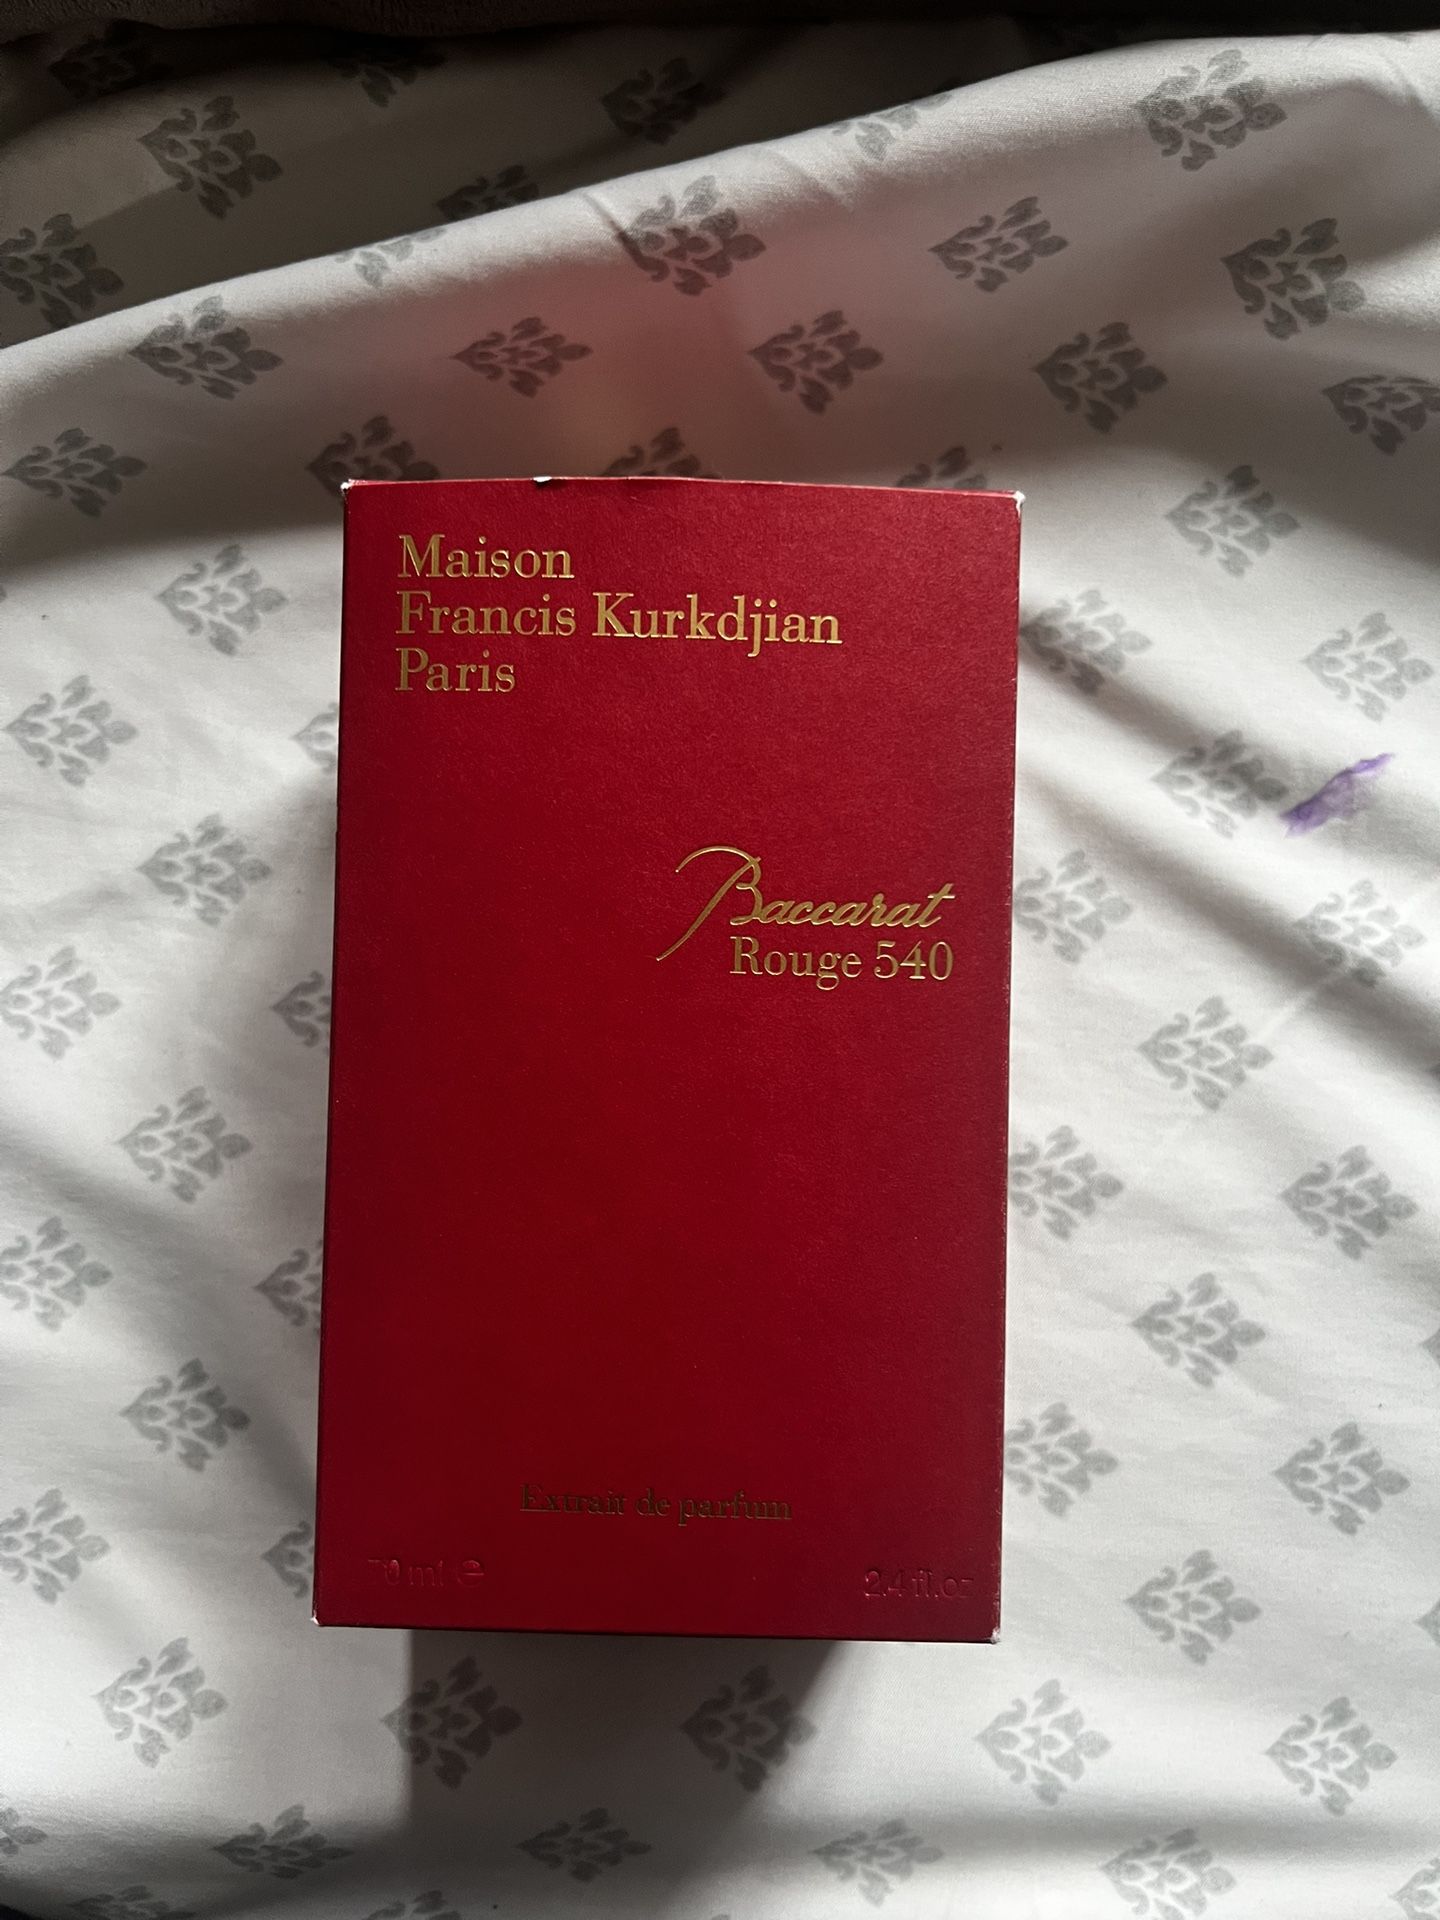 Maison
Francis Kurkdjian
Paris
Baccarat
Rouge 540
Extrait de parfum
70 ml e 2.4 fl.oz